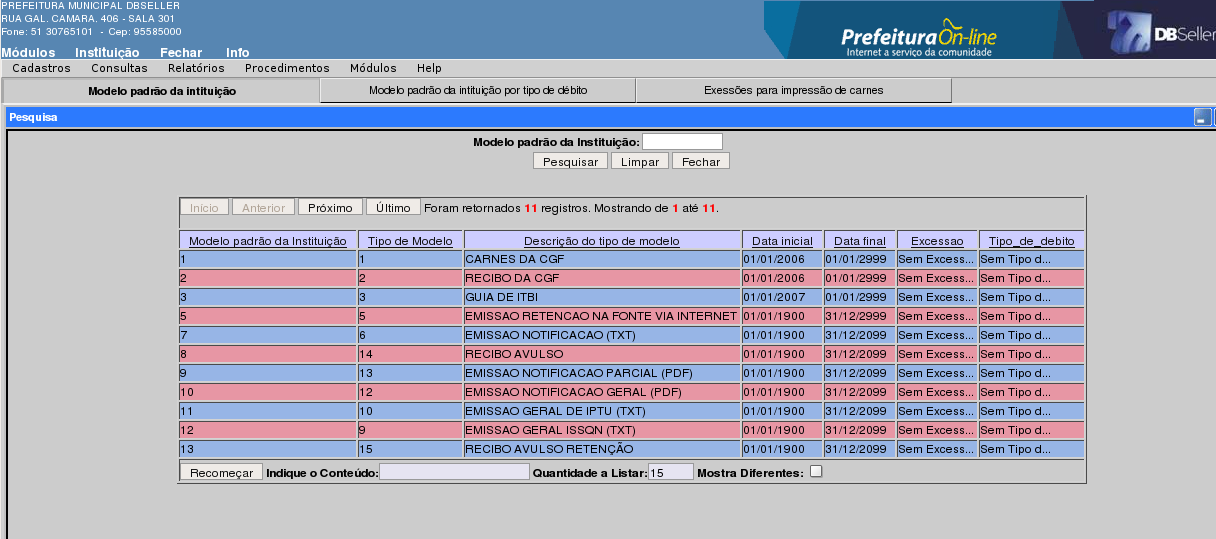 PREFEITURA MUNICIPAL DBSELLER
RUA GAL. CAMARA, 406 - SALA 301
Fone: 51 30765101 - Cep: 95585000
PrefeituraOn-line
Internet a serviço da comunidade
DBSeller
Módulos Instituição Fechar Info
Cadastros Consultas Relatórios Procedimentos Módulos Help
Modelo padrão da intituição Modelo padrão da intituição por tipo de débito Exessões para impressão de carnes
Pesquisa
Modelo padrão da Instituição:
Pesquisar Limpar Fechar
Início Anterior Próximo Último Foram retornados 11 registros. Mostrando de 1 até 11.
Modelo padrão da Instituição Tipo de Modelo Descrição do tipo de modelo Data inicial Data final Excessao Tipo_de_debito
1 1 CARNES DA CGF 01/01/2006 01/01/2999 Sem Excess... Sem Tipo d...
2 2 RECIBO DA CGF 01/01/2006 01/01/2999 Sem Excess... Sem Tipo d...
3 3 GUIA DE ITBI 01/01/2007 01/01/2999 Sem Excess... Sem Tipo d...
5 5 EMISSAO RETENCAO NA FONTE VIA INTERNET 01/01/1900 31/12/2099 Sem Excess... Sem Tipo d...
7 6 EMISSAO NOTIFICACAO (TXT) 01/01/1900 31/12/2099 Sem Excess... Sem Tipo d...
8 14 RECIBO AVULSO 01/01/1900 31/12/2099 Sem Excess... Sem Tipo d...
9 13 EMISSAO NOTIFICACAO PARCIAL (PDF) 01/01/1900 31/12/2099 Sem Excess... Sem Tipo d...
10 12 EMISSAO NOTIFICACAO GERAL (PDF) 01/01/1900 31/12/2099 Sem Excess... Sem Tipo d...
11 10 EMISSAO GERAL DE IPTU (TXT) 01/01/1900 31/12/2099 Sem Excess... Sem Tipo d...
12 9 EMISSAO GERAL ISSQN (TXT) 01/01/1900 31/12/2099 Sem Excess... Sem Tipo d...
13 15 RECIBO AVULSO RETENÇÃO 01/01/1900 31/12/2099 Sem Excess... Sem Tipo d...
Recomeçar Indique o Conteúdo: Quantidade a Listar: 15 Mostra Diferentes: